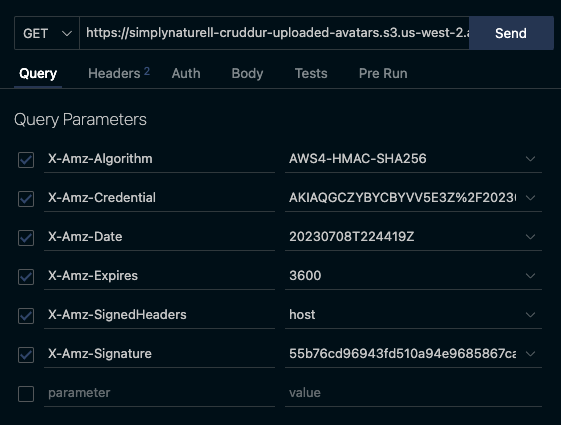 GET https://simplynaturell-cruddur-uploaded-avatars.s3.us-west-2.a Send
Query Headers 2 Auth Body Tests Pre Run
Query Parameters
X-Amz-Algorithm AWS4-HMAC-SHA256
X-Amz-Credential AKIAQGCZYBYCBYVV5E3Z%2F2023
X-Amz-Date 20230708T224419Z
X-Amz-Expires 3600
X-Amz-SignedHeaders host
X-Amz-Signature 55b76cd96943fd510a94e9685867ca
parameter value